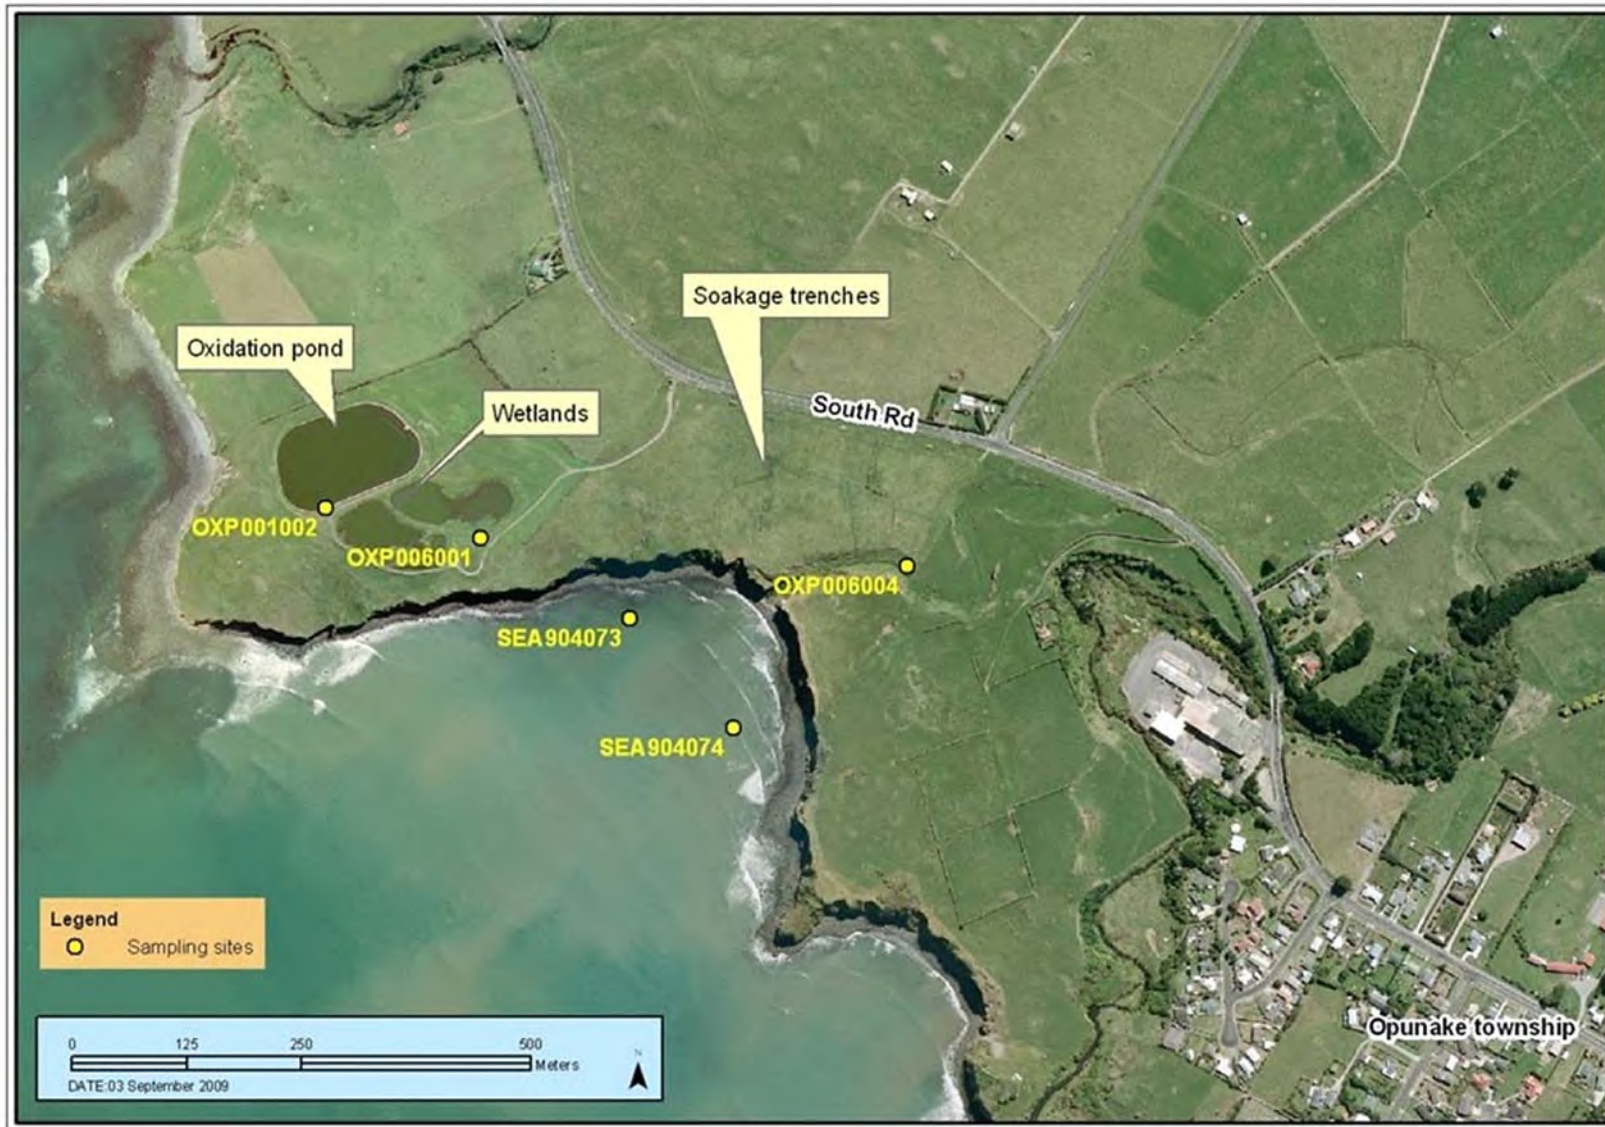 Soakage trenches
Oxidation pond
Wetlands
South Rd
OXP001002
OXP006001
OXP006004
SEA904073
SEA904074
Legend
Sampling sites
Opunake township
0 125 250 500
Meters
N
DATE:03 September 2009